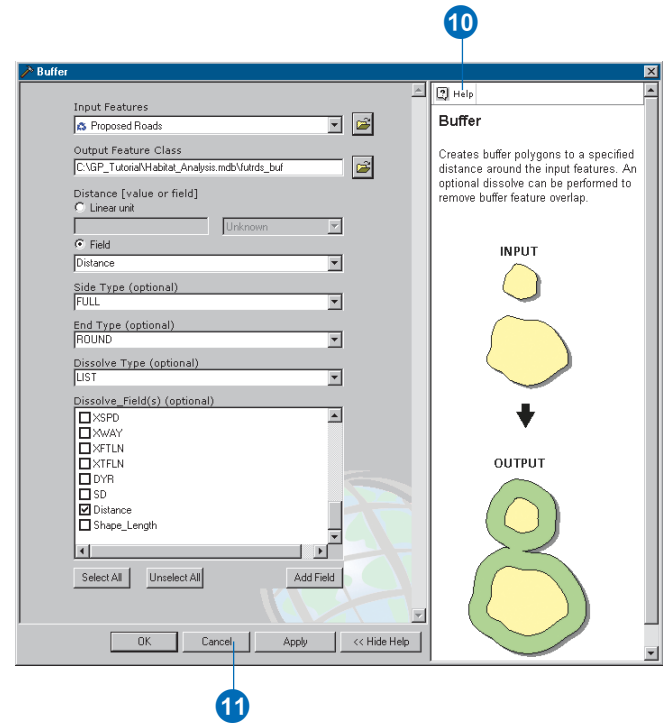 10
Buffer
Input Features
Proposed Roads
Output Feature Class
C:\GP_Tutorial\Habitat_Analysis.mdb\futrds_buf
Distance [value or field]
Linear unit
Unknown
Field
Distance
Side Type (optional)
FULL
End Type (optional)
ROUND
Dissolve Type (optional)
LIST
Dissolve_Field(s) (optional)
XSPD
XWAY
XFTLN
XTFLN
DYR
SD
Distance
Shape_Length
Select All Unselect All Add Field
OK Cancel Apply << Hide Help
Help
Buffer
Creates buffer polygons to a specified
distance around the input features. An
optional dissolve can be performed to
remove buffer feature overlap.
INPUT
OUTPUT
11